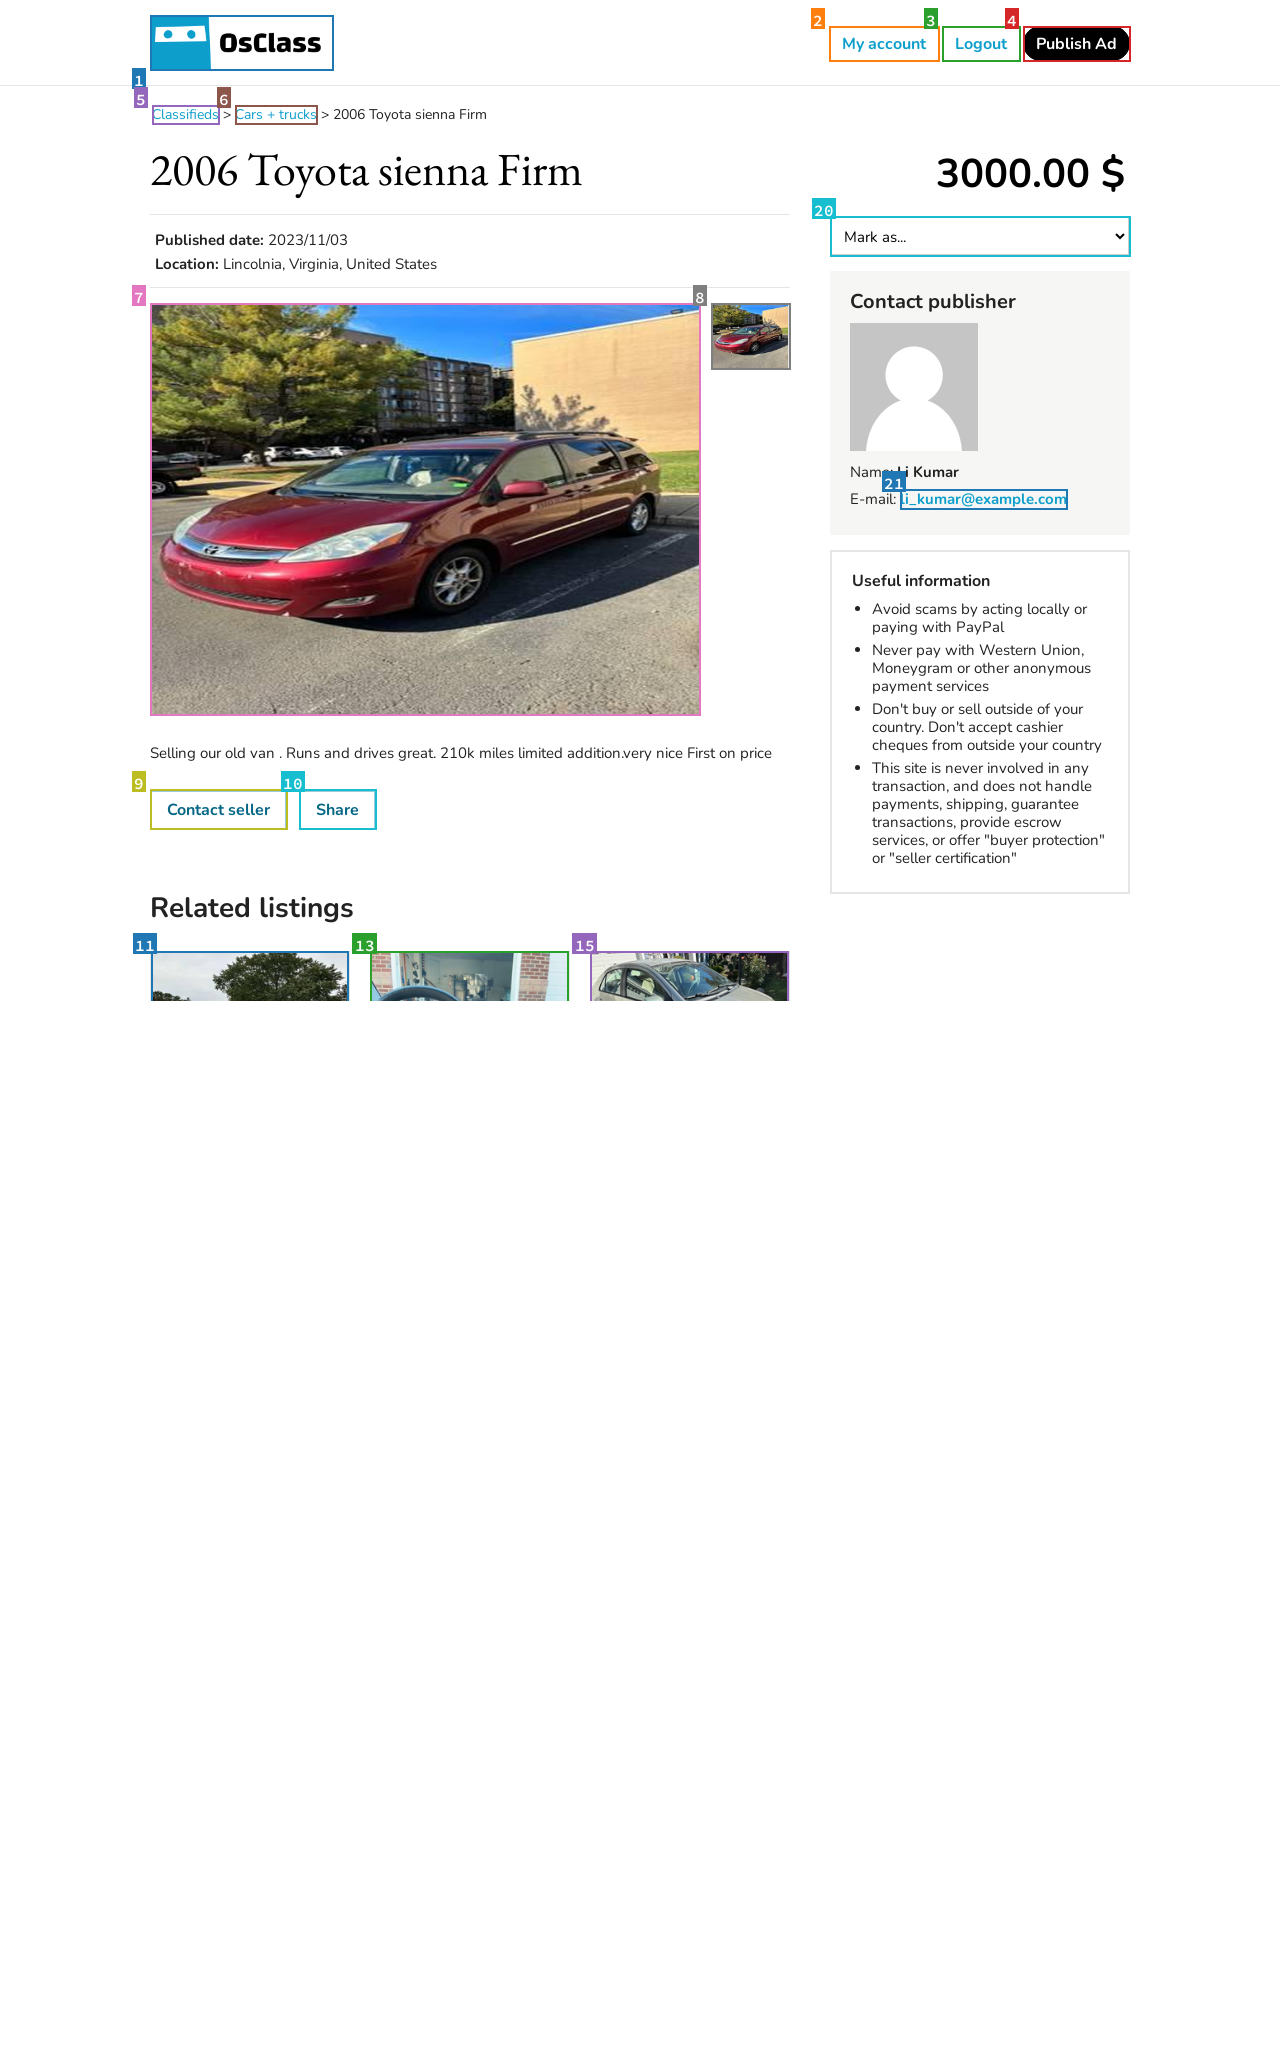 OsClass
My account
Logout
Publish Ad
Classifieds > Cars + trucks > 2006 Toyota sienna Firm
2006 Toyota sienna Firm
3000.00 $
Published date: 2023/11/03
Location: Lincolnia, Virginia, United States
Mark as...
Contact publisher
Name: Li Kumar
E-mail: li_kumar@example.com
Useful information
Avoid scams by acting locally or
paying with PayPal
Never pay with Western Union,
Moneygram or other anonymous
payment services
Don't buy or sell outside of your
country. Don't accept cashier
cheques from outside your country
This site is never involved in any
transaction, and does not handle
payments, shipping, guarantee
transactions, provide escrow
services, or offer "buyer protection"
or "seller certification"
Selling our old van . Runs and drives great. 210k miles limited addition.very nice First on price
Contact seller
Share
Related listings
1
2
3
4
5
6
7
8
9
10
11
13
15
20
21